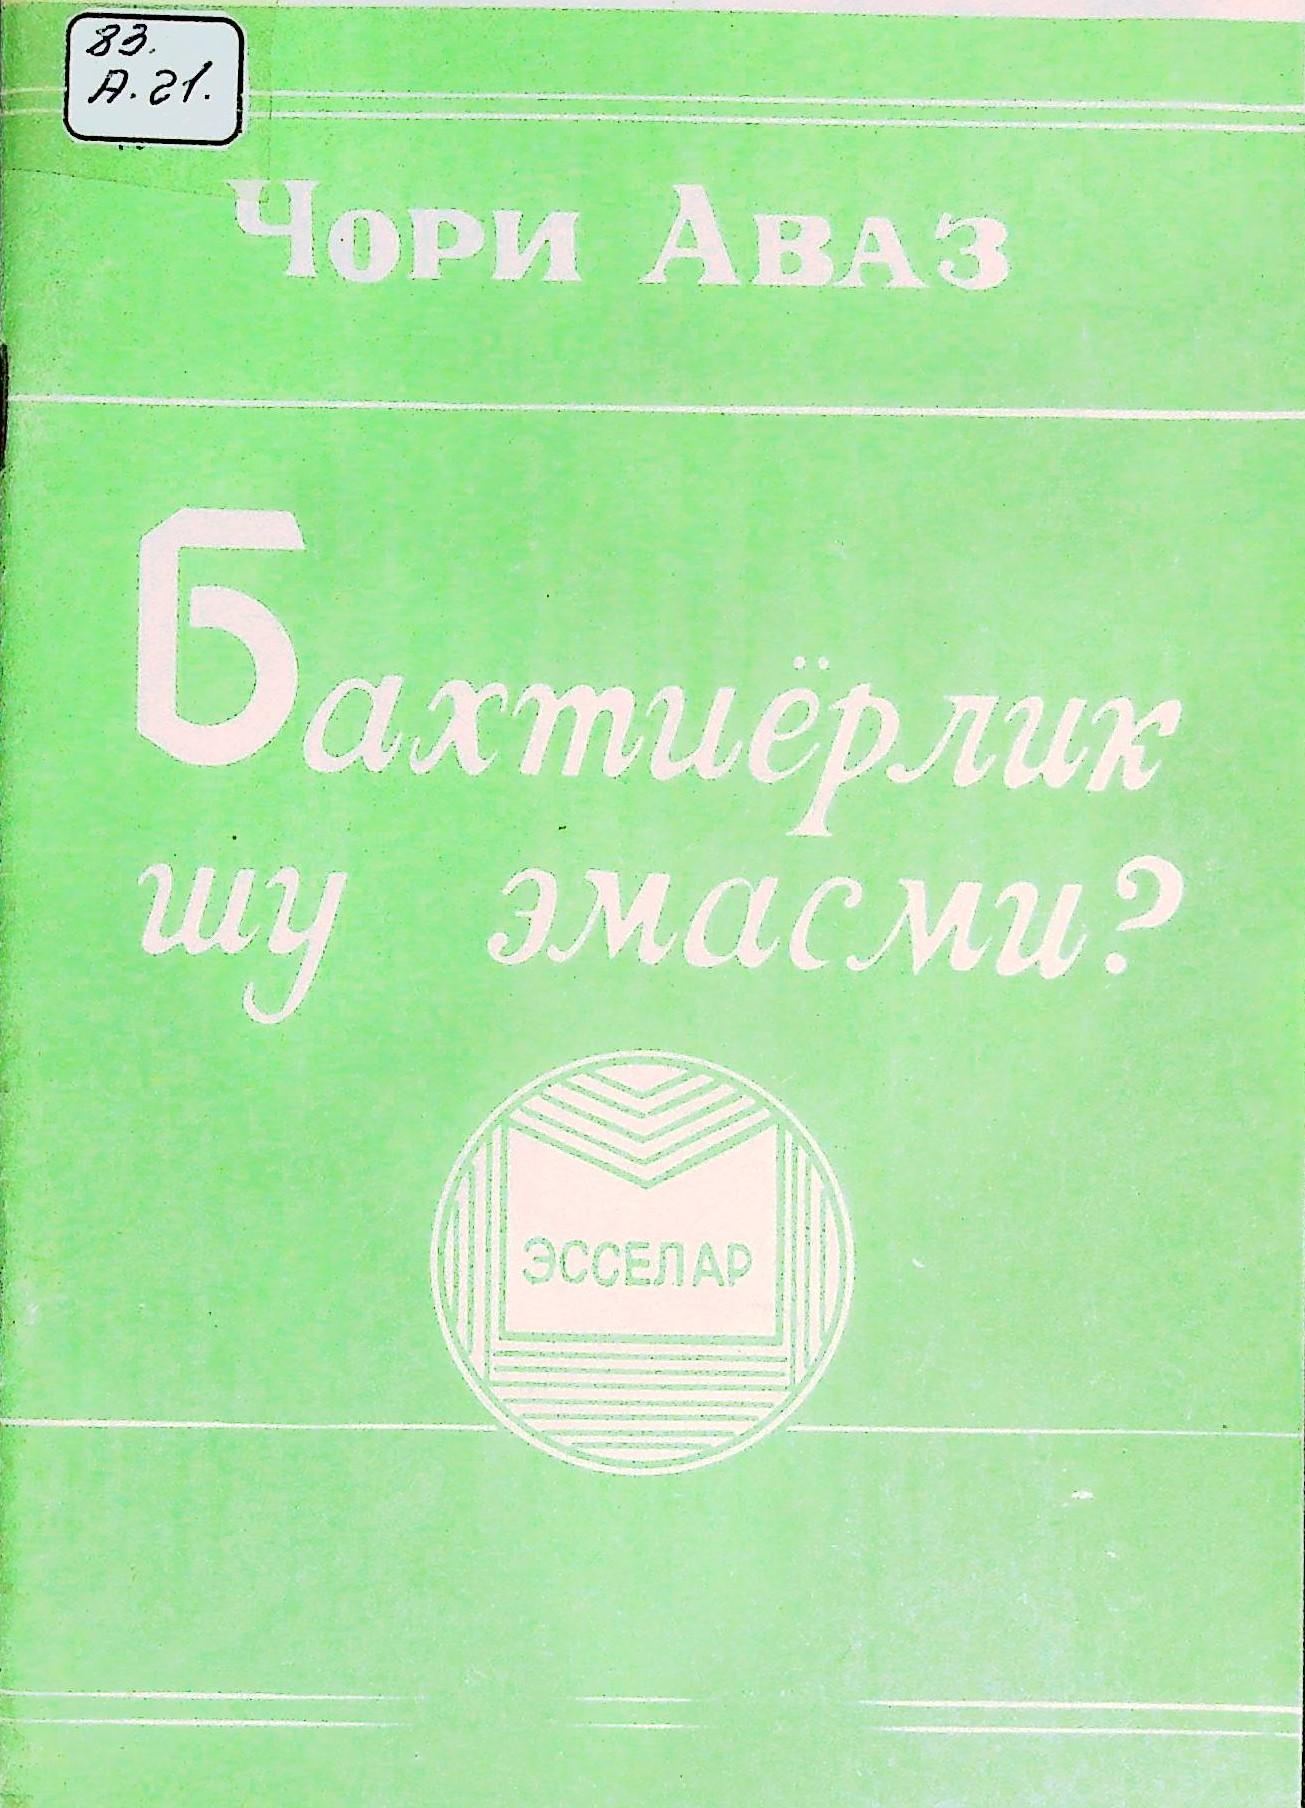 83.
А.21.
Чори Аваз
Бахтиёрлик
шу эмасми?
ЭССЕЛАР